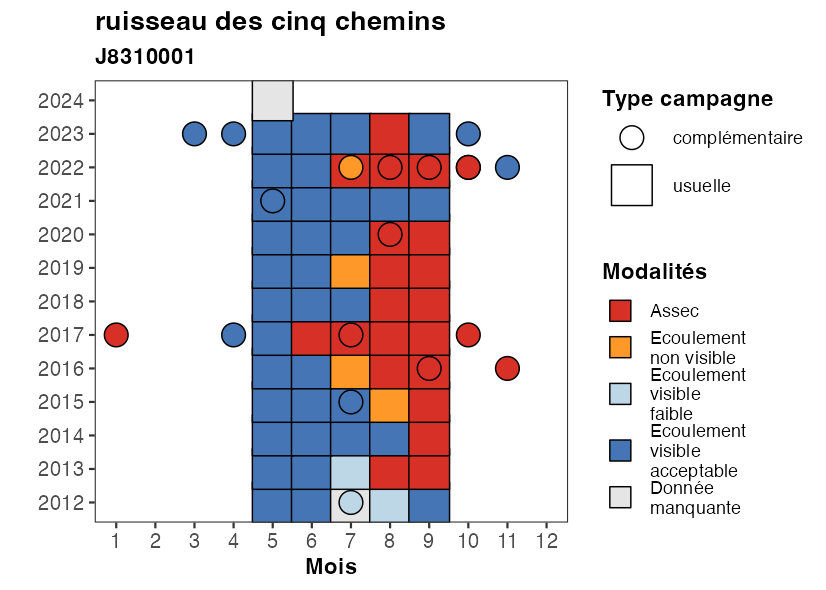 ruisseau des cinq chemins
J8310001
2024
2023
2022
2021
2020
2019
2018
2017
2016
2015
2014
2013
2012
1 2 3 4 5 6 7 8 9 10 11 12
Mois
Type campagne
complémentaire
usuelle
Modalités
Assec
Ecoulement
non visible
Ecoulement
visible
faible
Ecoulement
visible
acceptable
Donnée
manquante